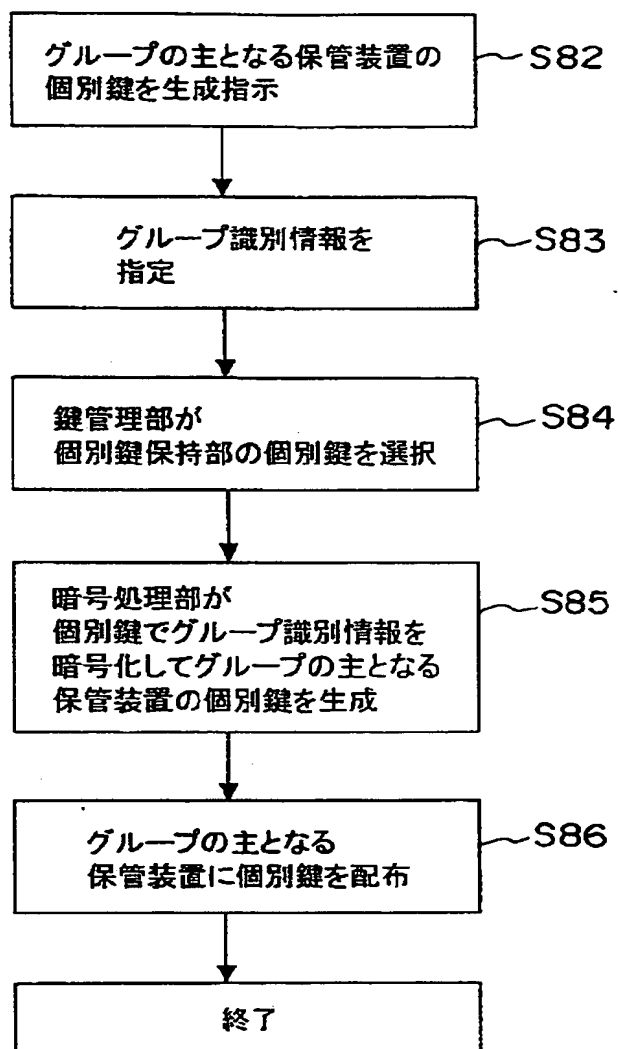 グループの主となる保管装置の
個別鍵を生成指示
S82
グループ識別情報を
指定
S83
鍵管理部が
個別鍵保持部の個別鍵を選択
S84
暗号処理部が
個別鍵でグループ識別情報を
暗号化してグループの主となる
保管装置の個別鍵を生成
S85
グループの主となる
保管装置に個別鍵を配布
S86
終了